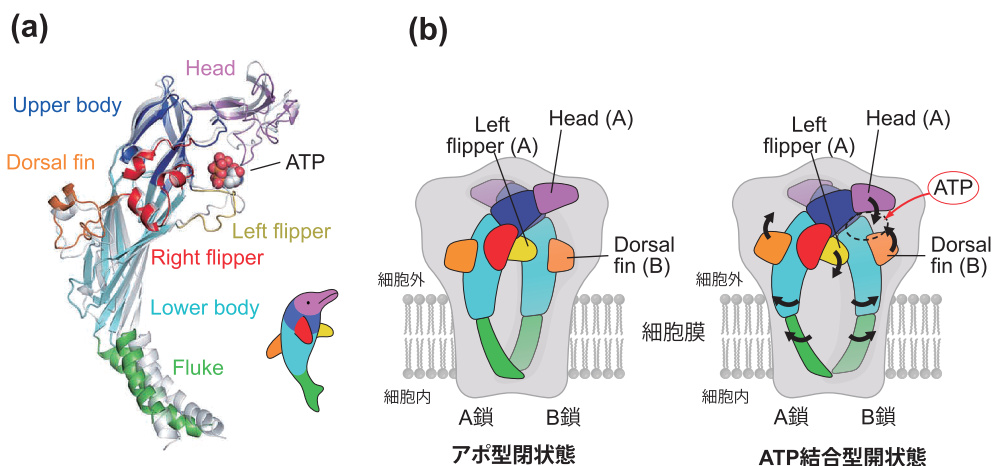 (a)
Head
Upper body
Dorsal fin
ATP
Left flipper
Right flipper
Lower body
Fluke
(b)
Left
flipper (A)
Head (A)
Dorsal
fin (B)
細胞外
細胞内
A鎖
B鎖
アポ型閉状態
細胞膜
Left
flipper (A)
Head (A)
ATP
Dorsal
fin (B)
細胞外
細胞内
A鎖
B鎖
ATP結合型開状態